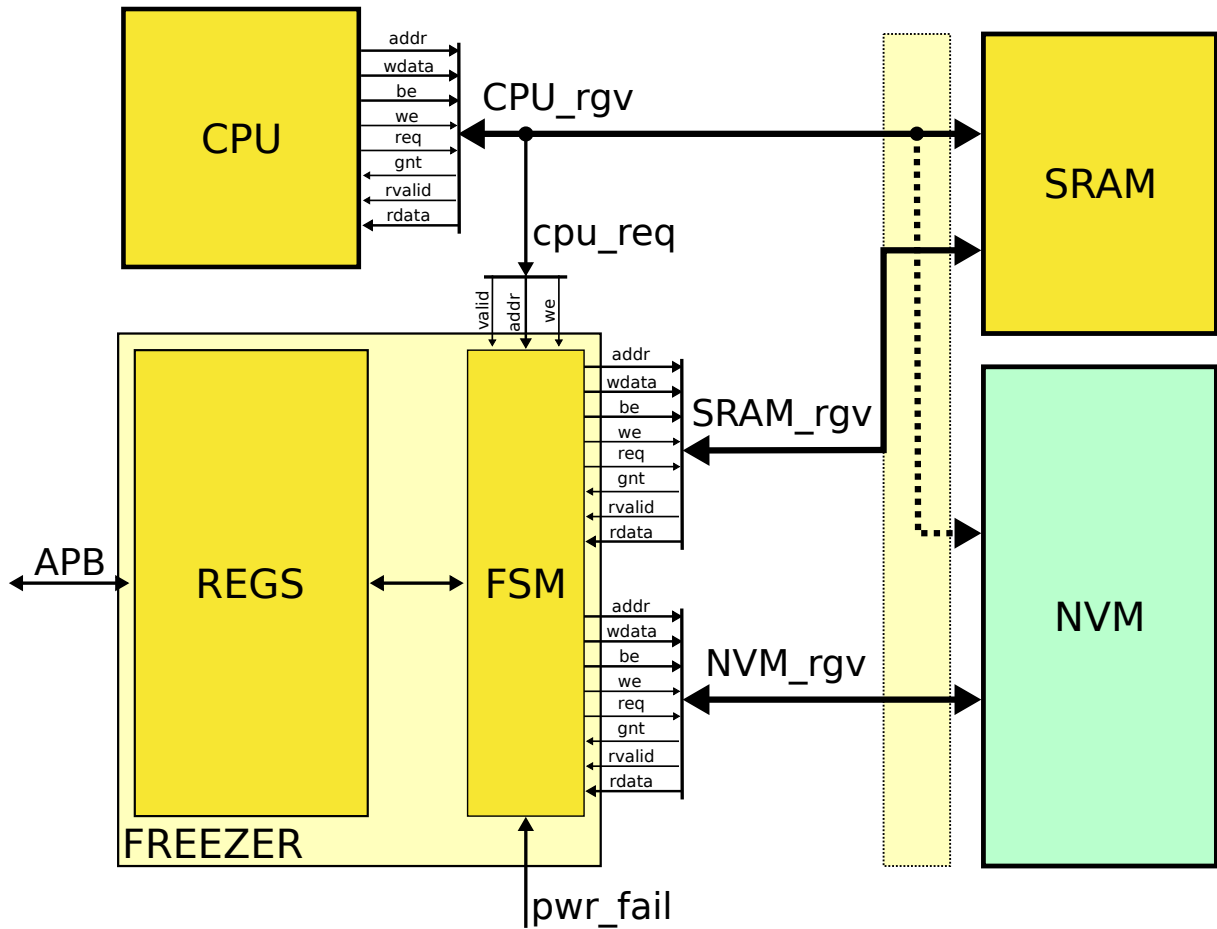 CPU
addr
wdata
be
we
req
gnt
rvalid
rdata
CPU_rgv
SRAM
cpu_req
valid
addr
we
REGS
FSM
addr
wdata
be
we
req
gnt
rvalid
rdata
SRAM_rgv
APB
addr
wdata
be
we
req
gnt
rvalid
rdata
NVM_rgv
NVM
FREEZER
pwr_fail